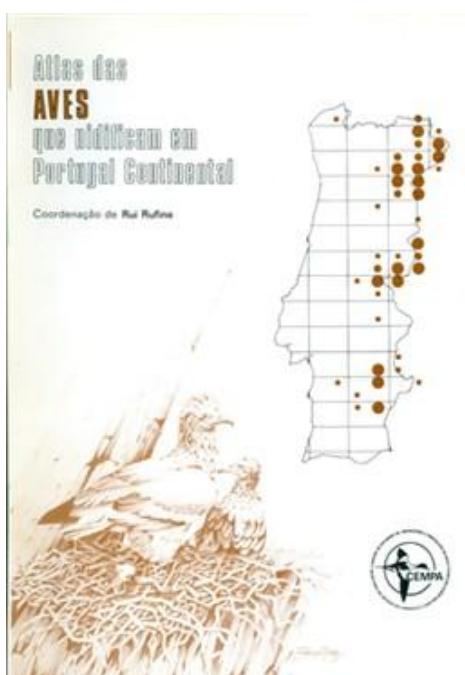 Atlas das
AVES
que nidificam em
Portugal Continental
Coordenação de Rui Rufino
CEMPA